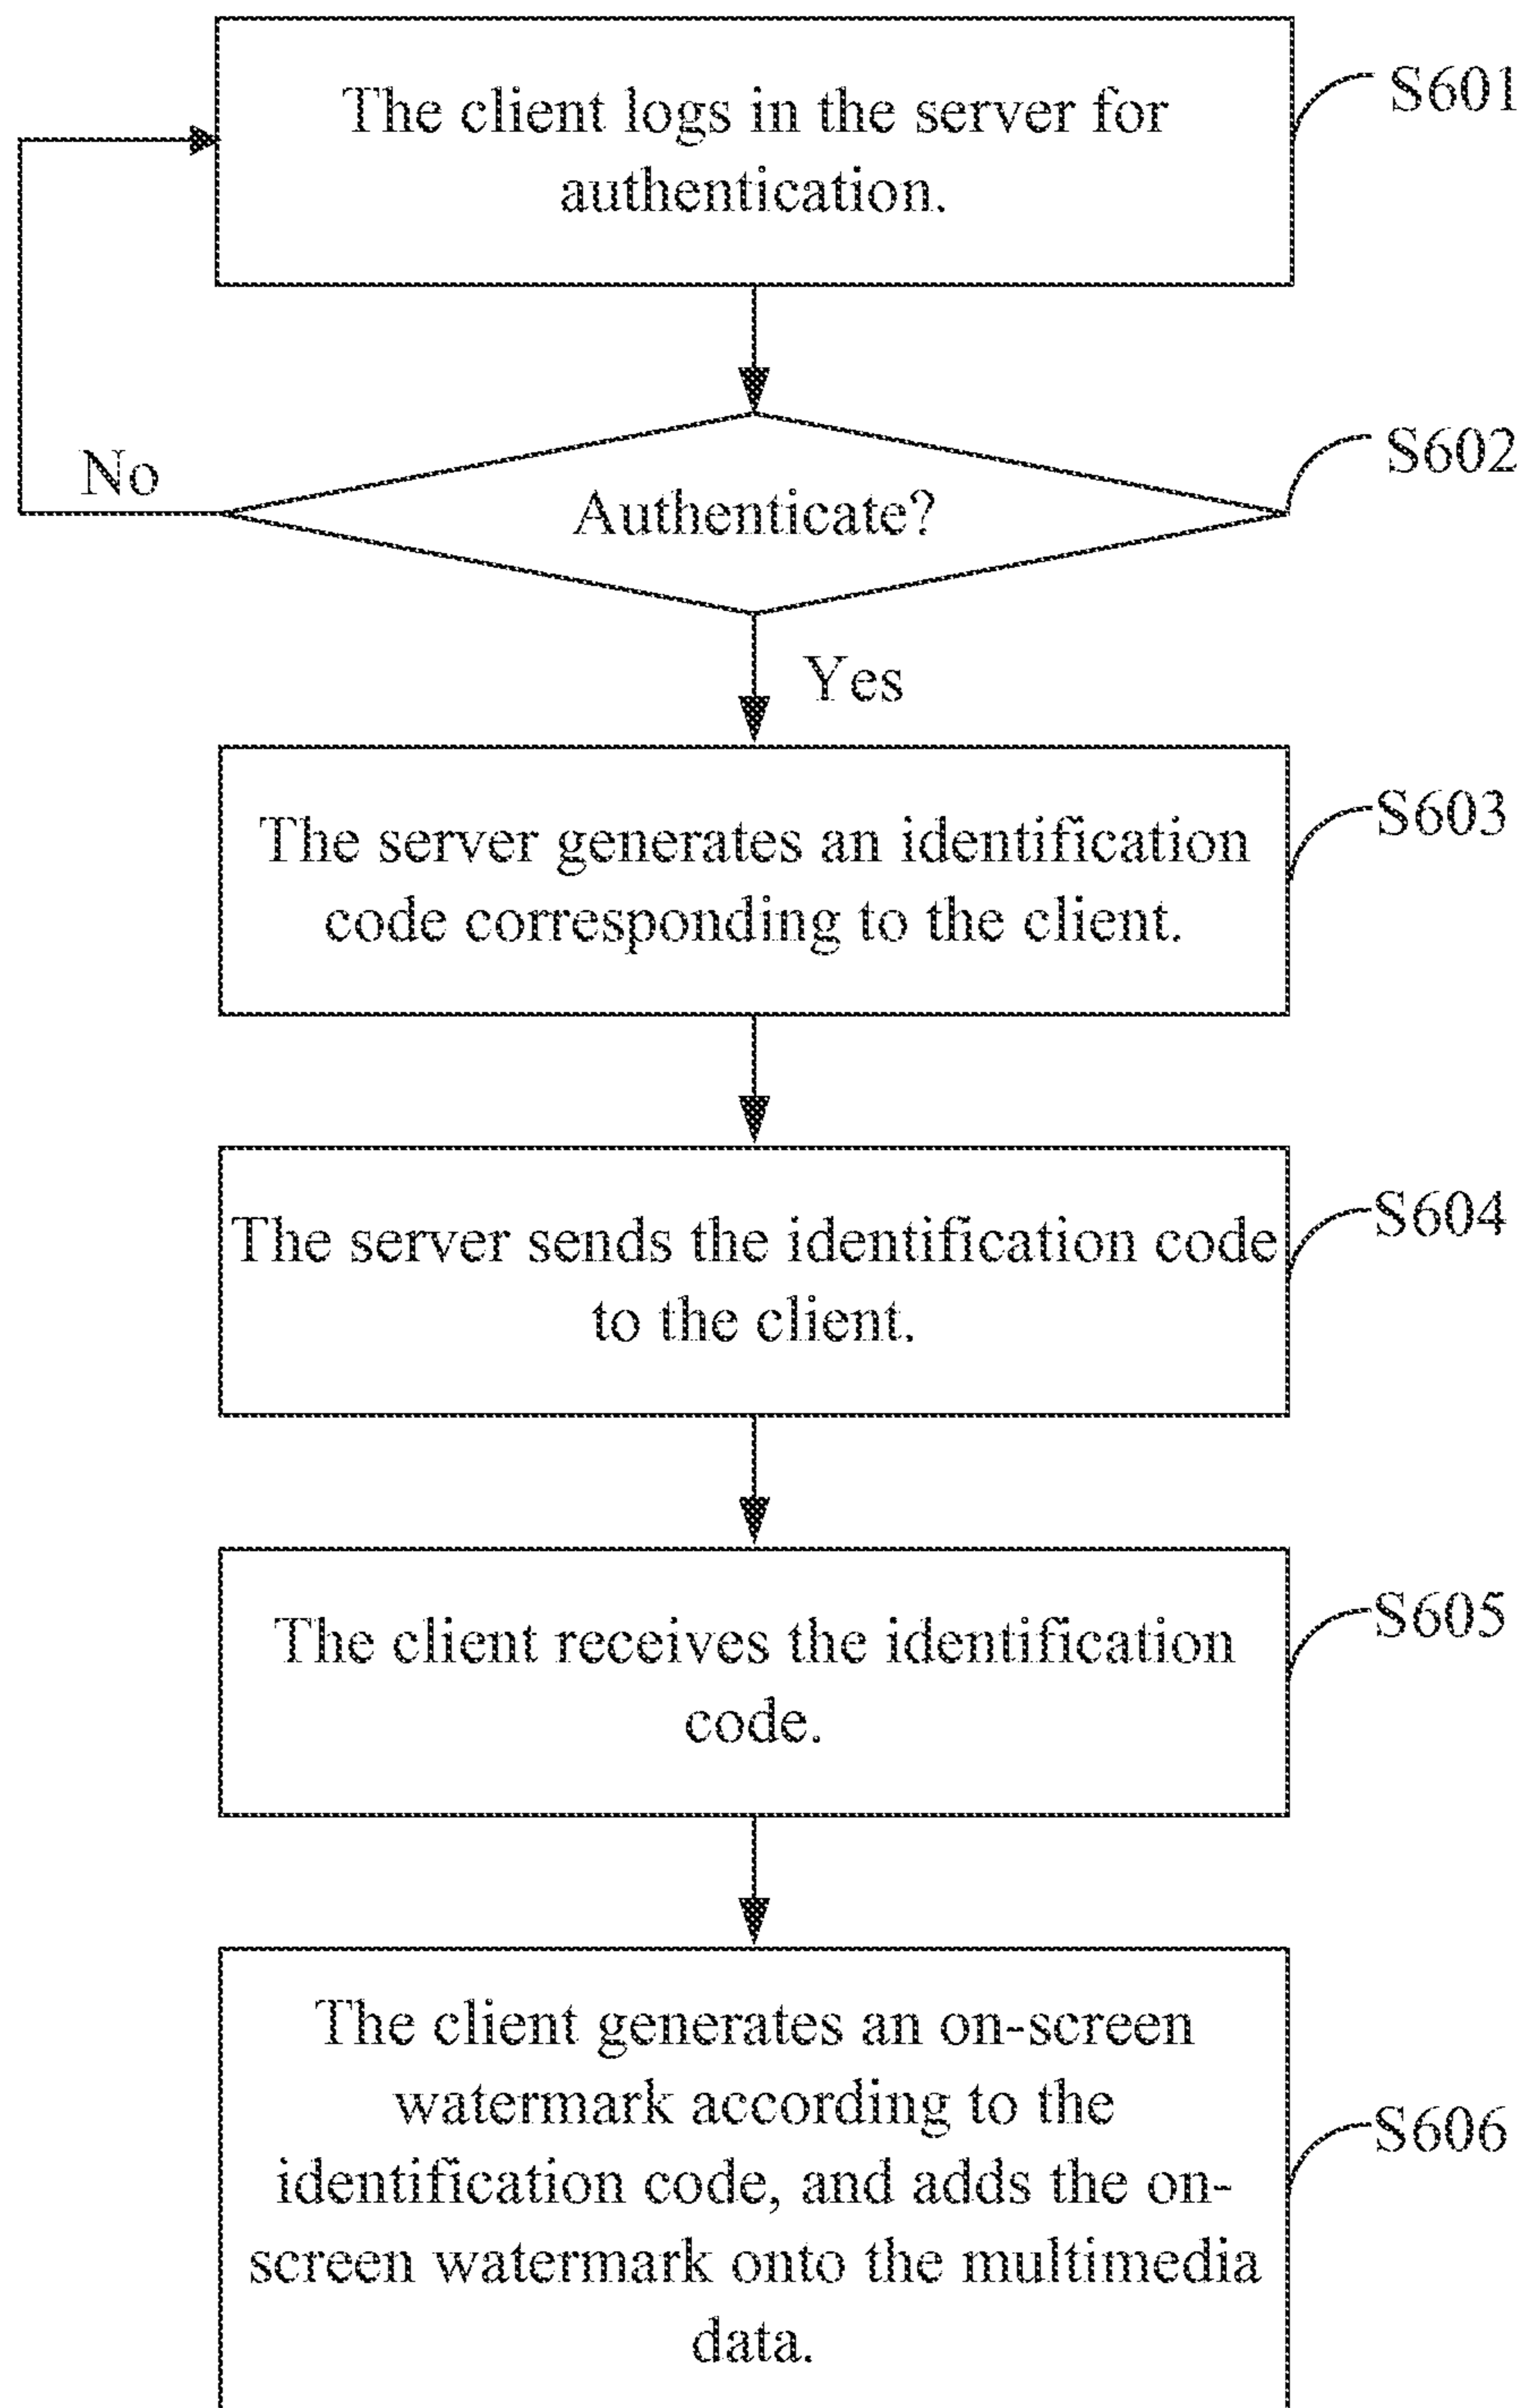 The client logs in the server for
authentication.
S601
Authenticate?
S602
No
Yes
The server generates an identification
code corresponding to the client.
S603
The server sends the identification code
to the client.
S604
The client receives the identification
code.
S605
The client generates an on-screen
watermark according to the
identification code, and adds the on-
screen watermark onto the multimedia
data.
S606